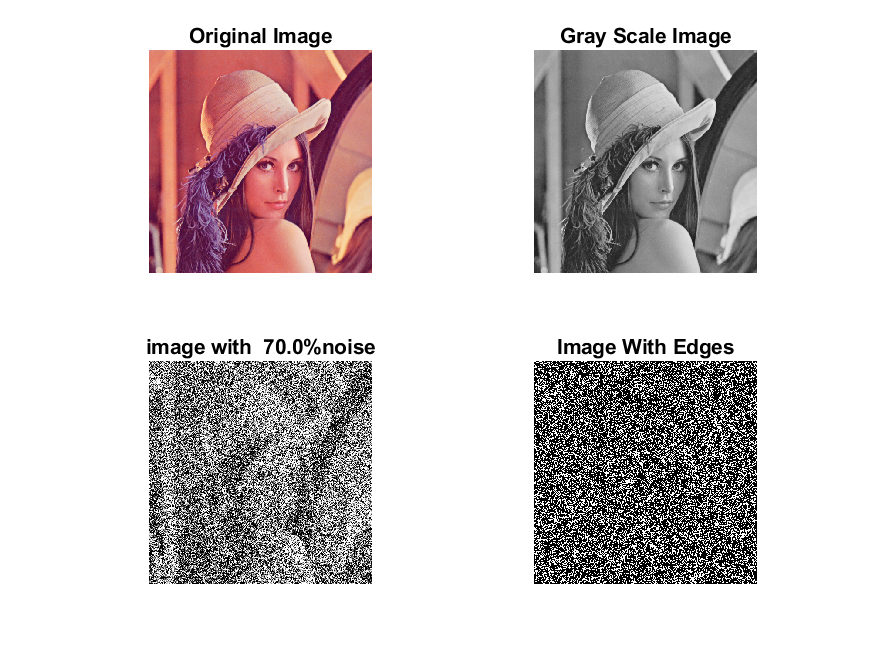 Original Image
Gray Scale Image
image with  70.0%noise
Image With Edges